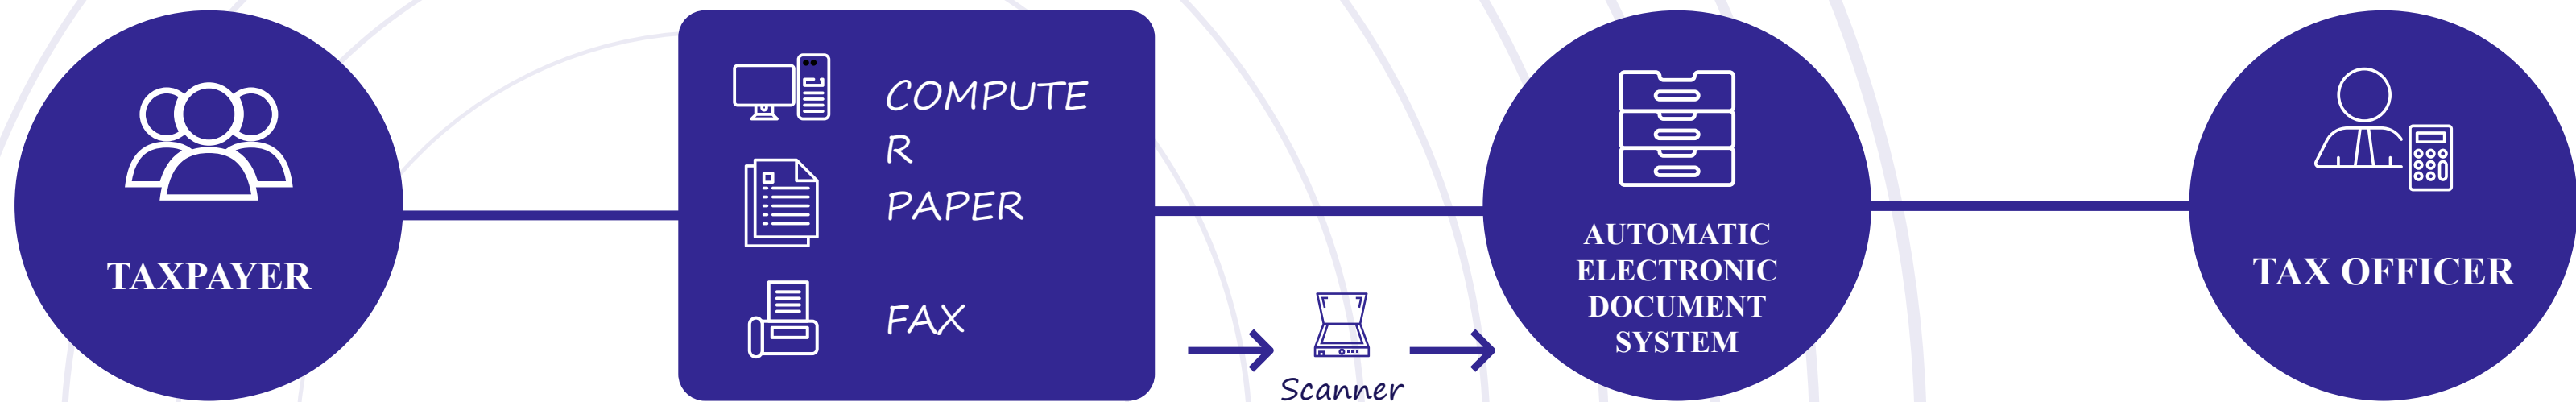 TAXPAYER
COMPUTE
R
PAPER
FAX
Scanner
AUTOMATIC
ELECTRONIC
DOCUMENT
SYSTEM
TAX OFFICER